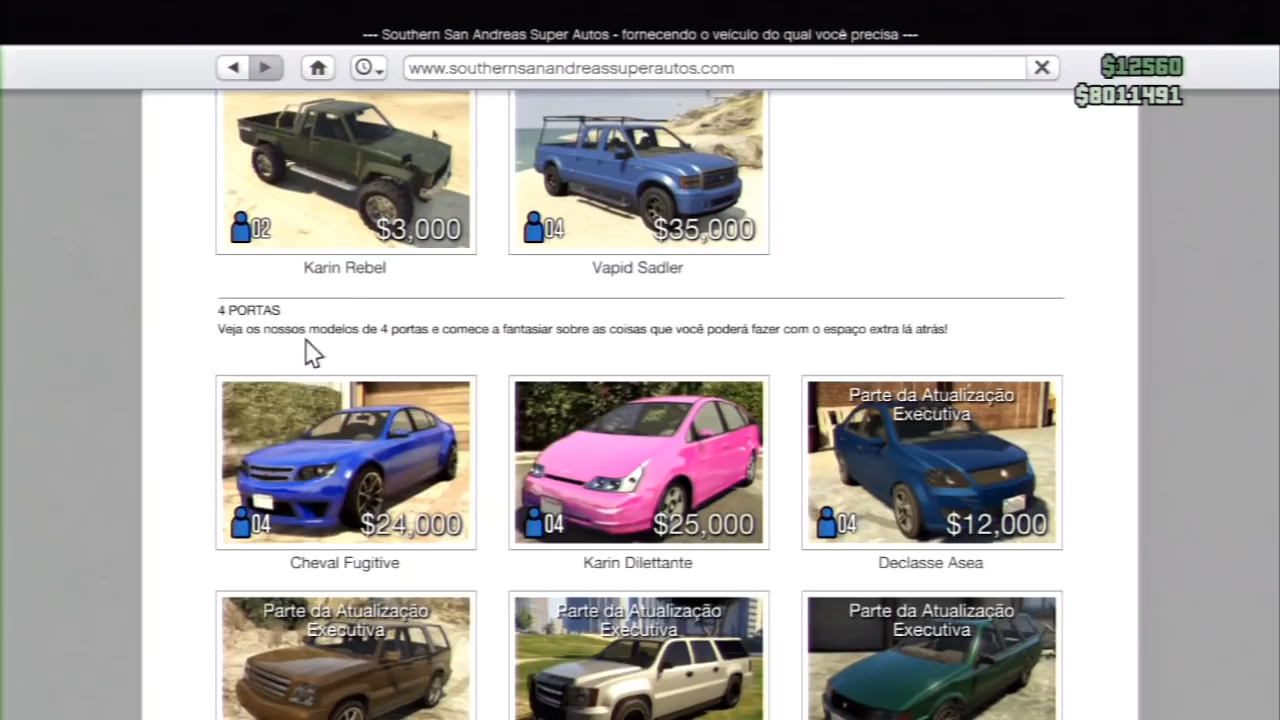 --- Southern San Andreas Super Autos - fornecendo o veículo do qual você precisa ---
www.southernsanandreassuperautos.com
$12560
$8011491
02
$3,000
04
$35,000
Karin Rebel
Vapid Sadler
4 PORTAS
Veja os nossos modelos de 4 portas e comece a fantasiar sobre as coisas que você poderá fazer com o espaço extra lá atrás!
Parte da Atualização
Executiva
04
$24,000
04
$25,000
04
$12,000
Cheval Fugitive
Karin Dilettante
Declasse Asea
Parte da Atualização
Executiva
Parte da Atualização
Executiva
Parte da Atualização
Executiva